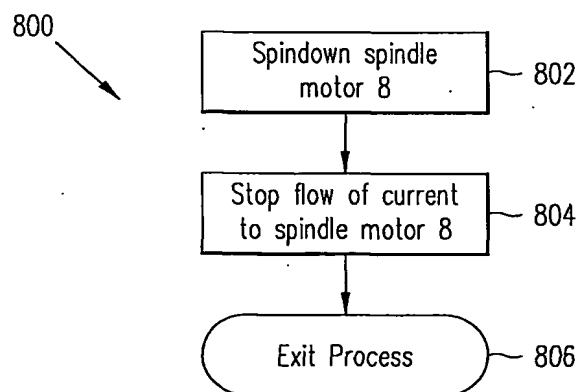 800
Spindown spindle
motor 8
802
Stop flow of current
to spindle motor 8
804
Exit Process
806